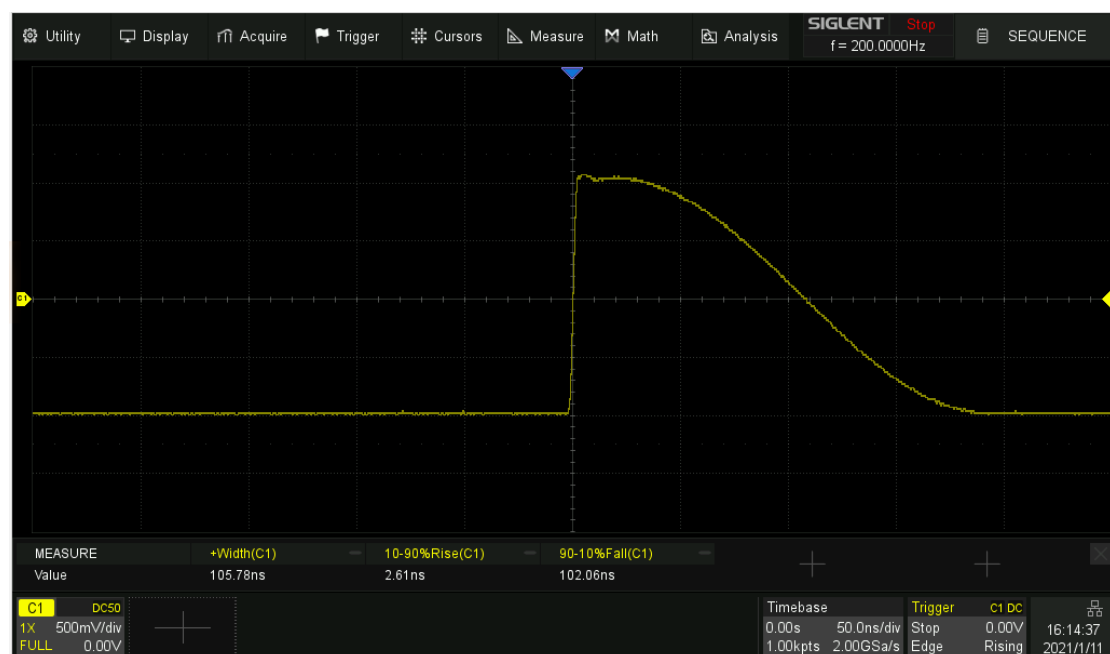 Utility Display Acquire Trigger Cursors Measure Math Analysis SIGLENT Stop SEQUENCE
f = 200.0000Hz
C1
MEASURE +Width(C1) 10-90%Rise(C1) 90-10%Fall(C1)
Value 105.78ns 2.61ns 102.06ns
C1 DC50 Timebase Trigger C1 DC
1X 500mV/div 0.00s 50.0ns/div Stop 0.00V 16:14:37
FULL 0.00V 1.00kpts 2.00GSa/s Edge Rising 2021/1/11